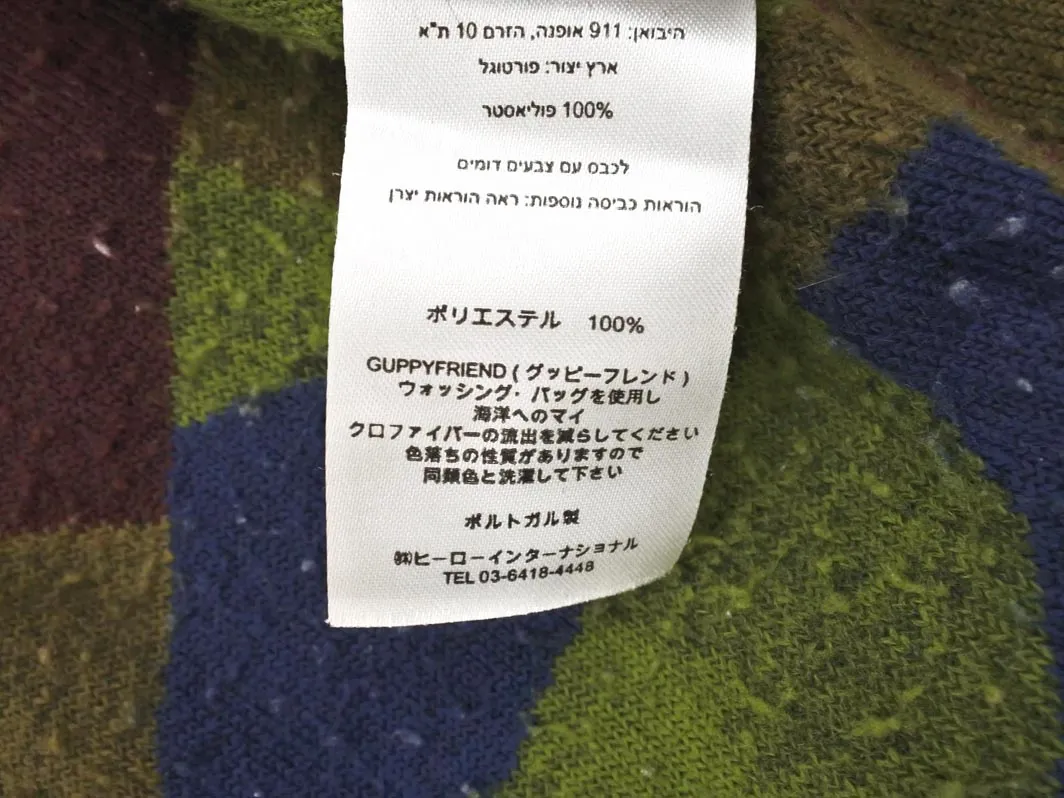 היבואן: 911 אופנה, הזרם 10 ת"א
ארץ יצור: פורטוגל
100% פוליאסטר
לכבס עם צבעים דומים
הוראות כביסה נוספות: ראה הוראות יצרן
ポリエステル 100%
GUPPYFRIEND ( グッピーフレンド )
ウォッシング・バッグを使用し
海洋へのマイ
クロファイバーの流出を減らしてください
色落ちの性質がありますので
同類色と洗濯して下さい
ポルトガル製
㈱ヒーローインターナショナル
TEL 03-6418-4448